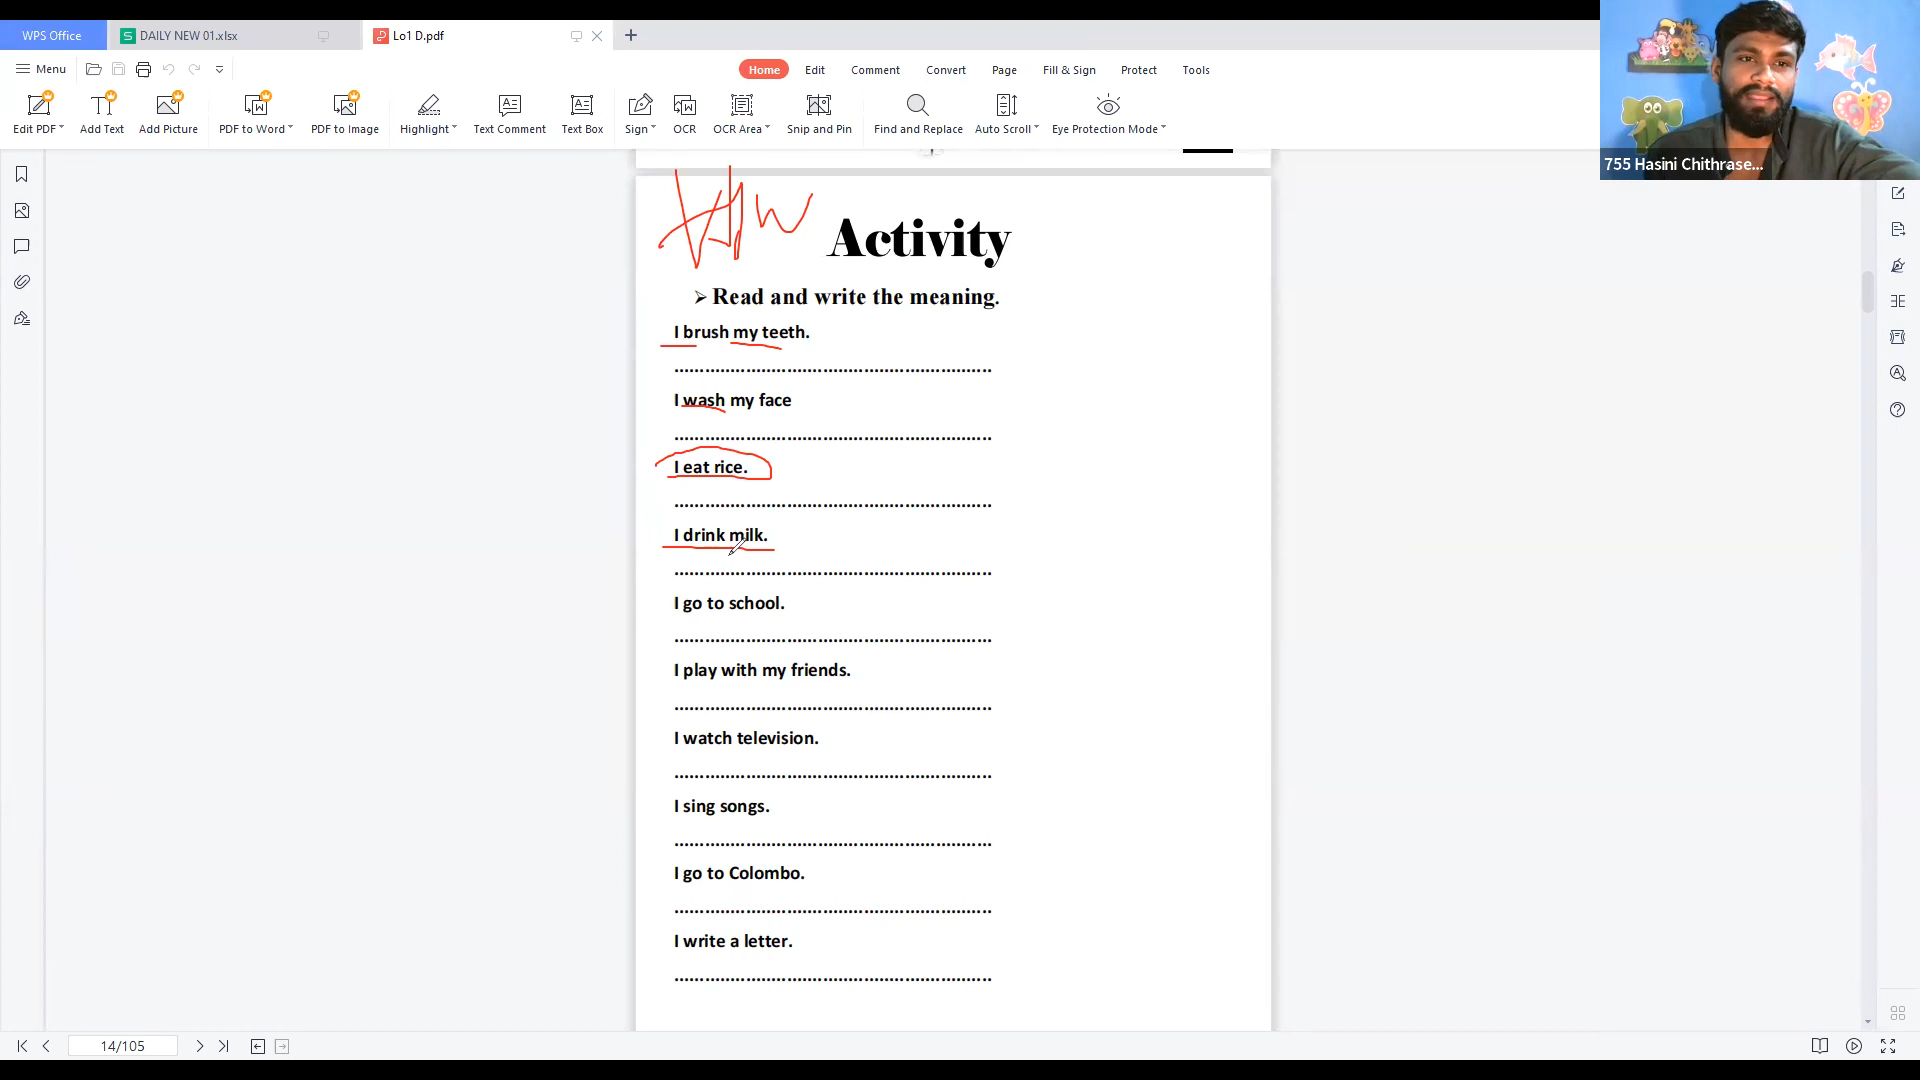 WPS Office
DAILY NEW 01.xlsx
Lo1 D.pdf
Menu
Home Edit Comment Convert Page Fill & Sign Protect Tools
Edit PDF Add Text Add Picture PDF to Word PDF to Image Highlight Text Comment Text Box Sign OCR OCR Area Snip and Pin Find and Replace Auto Scroll Eye Protection Mode
755 Hasini Chithrase...
Activity
Read and write the meaning.
I brush my teeth.
I wash my face
I eat rice.
I drink milk.
I go to school.
I play with my friends.
I watch television.
I sing songs.
I go to Colombo.
I write a letter.
14/105